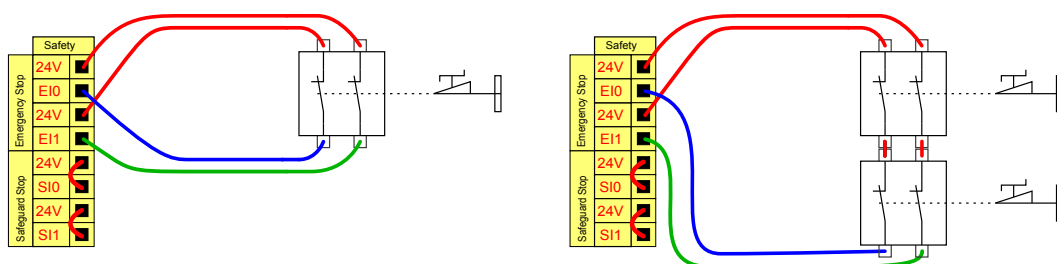 Safety
Emergency Stop
24V
EI0
24V
EI1
Safeguard Stop
24V
SI0
24V
SI1
Safety
Emergency Stop
24V
EI0
24V
EI1
Safeguard Stop
24V
SI0
24V
SI1